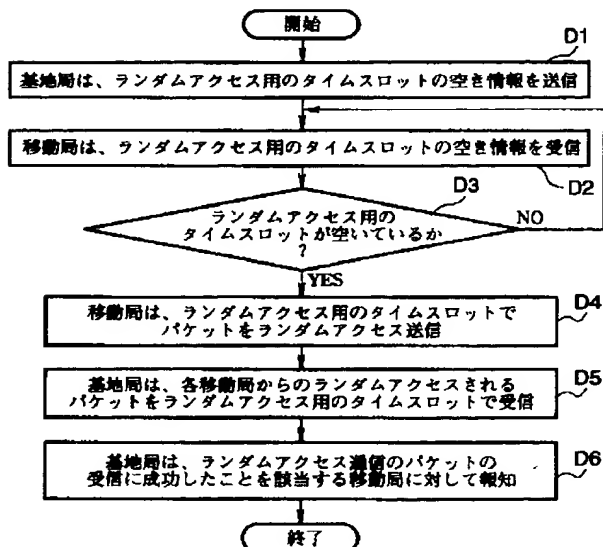 開始
D1
基地局は、ランダムアクセス用のタイムスロットの空き情報を送信
移動局は、ランダムアクセス用のタイムスロットの空き情報を受信
D2
D3
ランダムアクセス用の
タイムスロットが空いているか
?
NO
YES
D4
移動局は、ランダムアクセス用のタイムスロットで
パケットをランダムアクセス送信
D5
基地局は、各移動局からのランダムアクセスされる
パケットをランダムアクセス用のタイムスロットで受信
D6
基地局は、ランダムアクセス通信のパケットの
受信に成功したことを該当する移動局に対して報知
終了